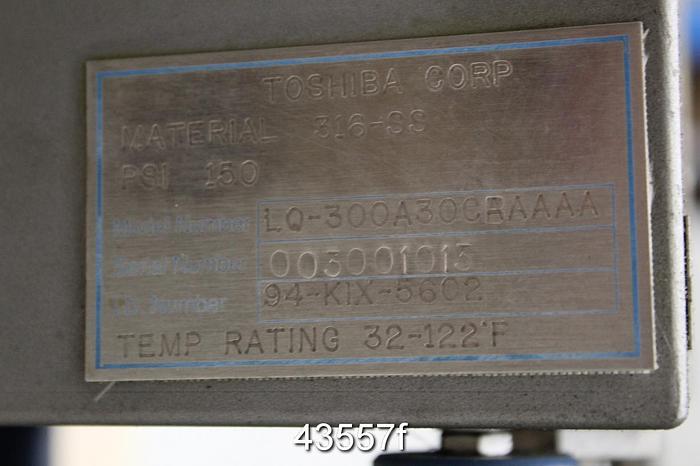 TOSHIBA CORP
MATERIAL 316-SS
PSI 150
Model Number LQ-300A30CRAAAA
Serial Number 003001013
I.D. Number 94-KIX-5602
TEMP RATING 32-122°F
43557f